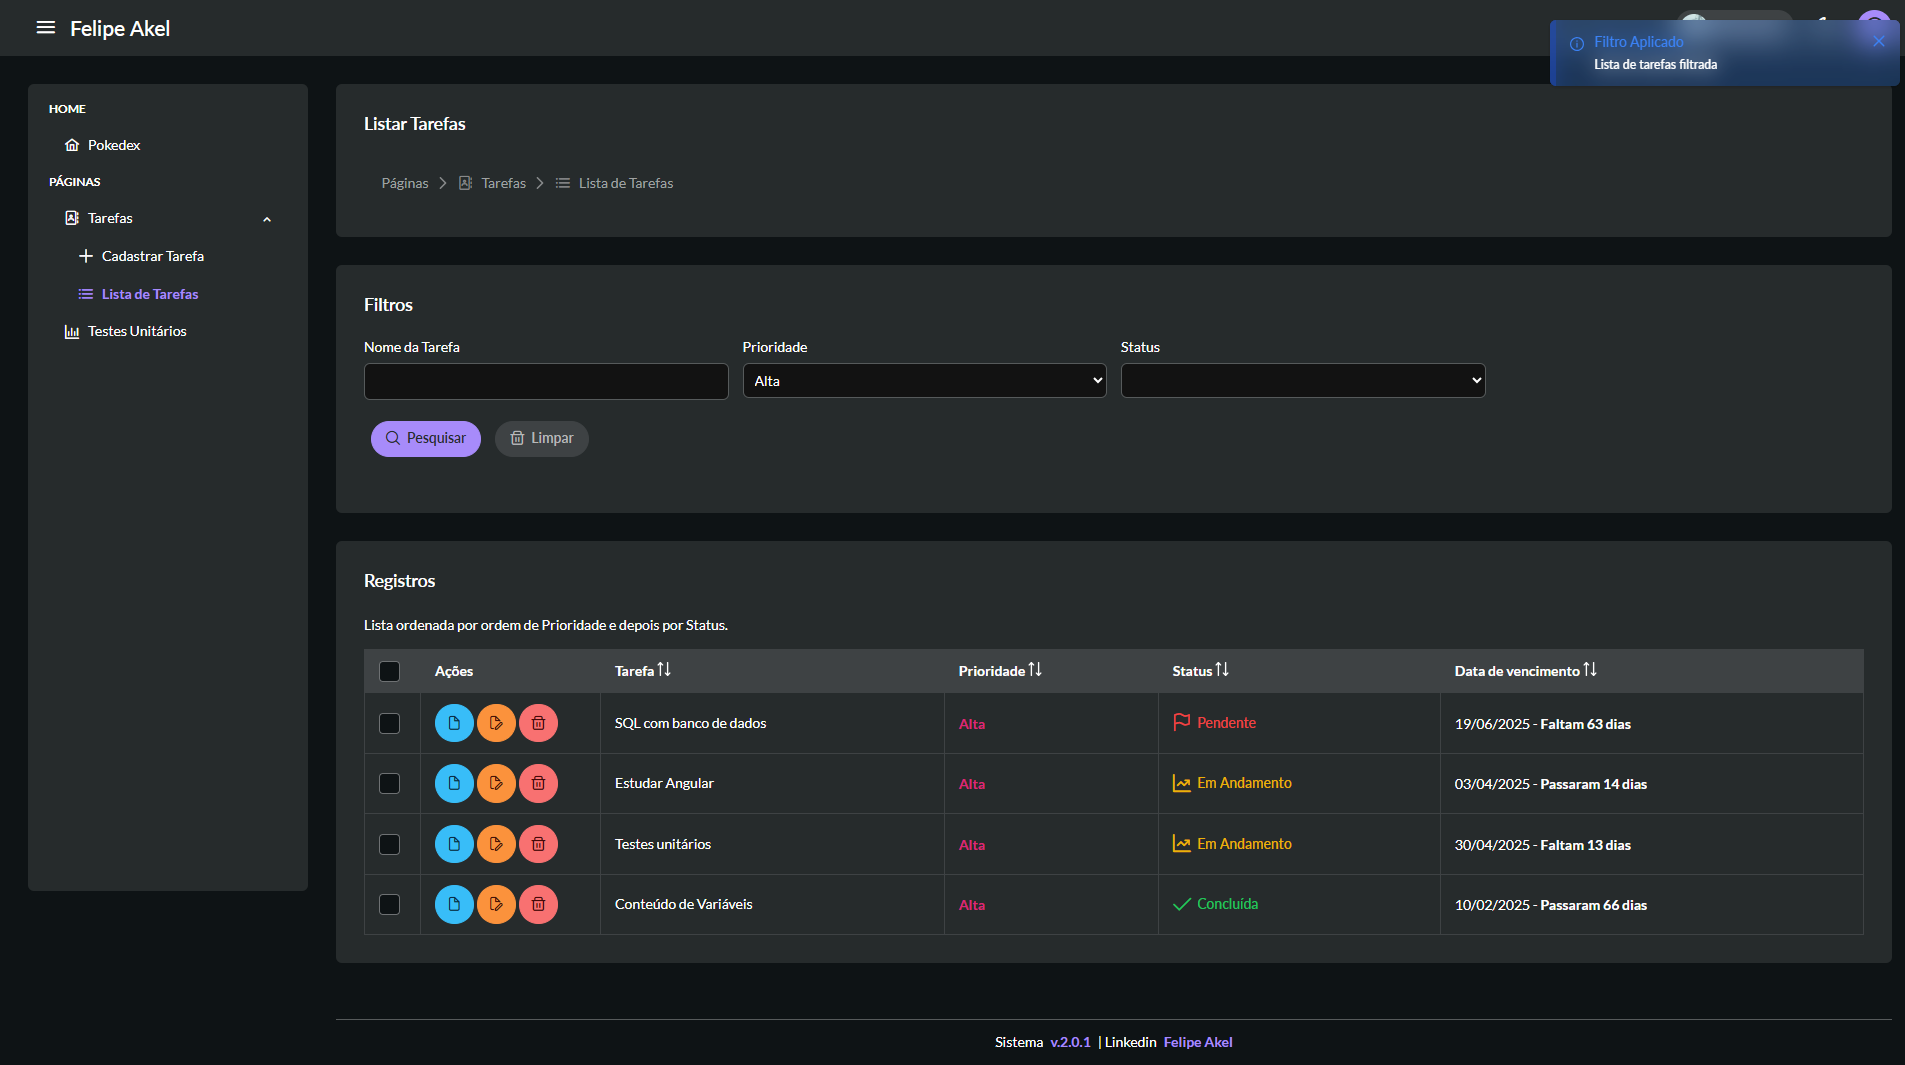 Felipe Akel
Filtro Aplicado
Lista de tarefas filtrada
HOME
Pokedex
PÁGINAS
Tarefas
Cadastrar Tarefa
Lista de Tarefas
Testes Unitários
Listar Tarefas
Páginas > Tarefas > Lista de Tarefas
Filtros
Nome da Tarefa Prioridade Status
Alta
Pesquisar Limpar
Registros
Lista ordenada por ordem de Prioridade e depois por Status.
Ações Tarefa Prioridade Status Data de vencimento
SQL com banco de dados Alta Pendente 19/06/2025 - Faltam 63 dias
Estudar Angular Alta Em Andamento 03/04/2025 - Passaram 14 dias
Testes unitários Alta Em Andamento 30/04/2025 - Faltam 13 dias
Conteúdo de Variáveis Alta Concluída 10/02/2025 - Passaram 66 dias
Sistema v.2.0.1 | Linkedin Felipe Akel